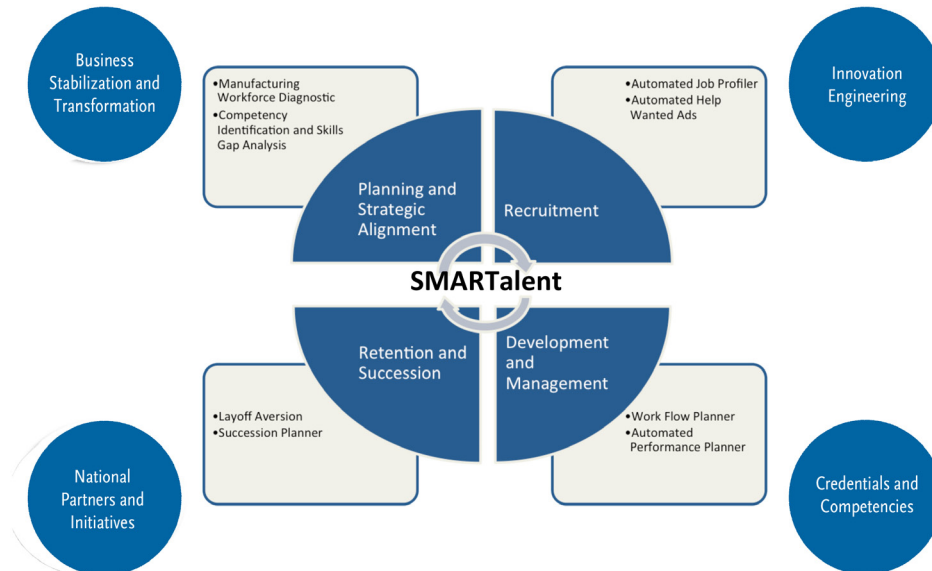 Business
Stabilization and
Transformation
•Manufacturing
Workforce Diagnostic
•Competency
Identification and Skills
Gap Analysis
•Automated Job Profiler
•Automated Help
Wanted Ads
Innovation
Engineering
Planning and
Strategic
Alignment
Recruitment
SMARTalent
Retention and
Succession
Development
and
Management
•Layoff Aversion
•Succession Planner
•Work Flow Planner
•Automated
Performance Planner
National
Partners and
Initiatives
Credentials and
Competencies